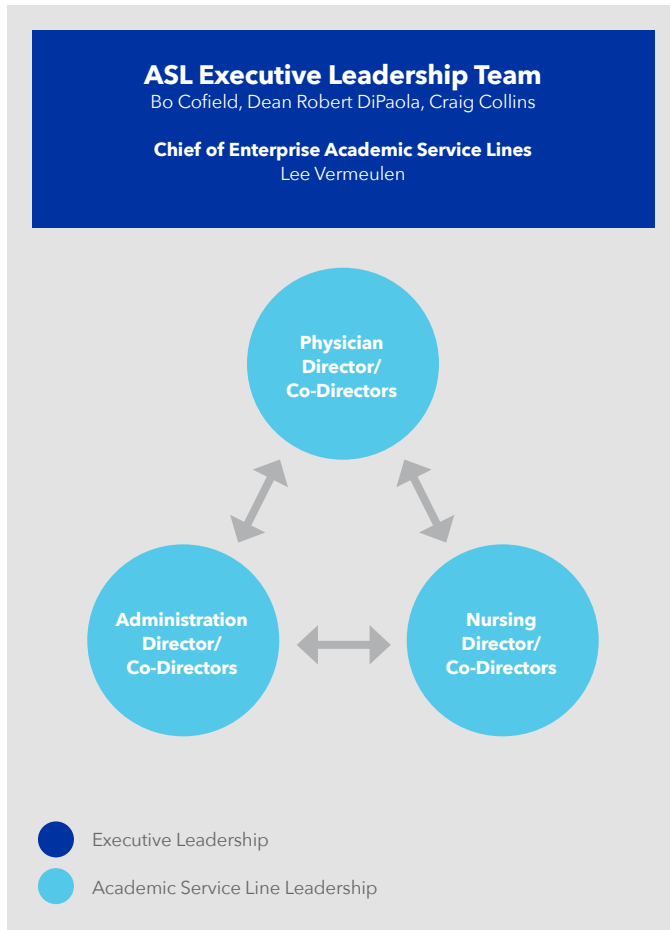 ASL Executive Leadership Team
Bo Cofield, Dean Robert DiPaola, Craig Collins
Chief of Enterprise Academic Service Lines
Lee Vermeulen
Physician
Director/
Co-Directors
Administration
Director/
Co-Directors
Nursing
Director/
Co-Directors
Executive Leadership
Academic Service Line Leadership